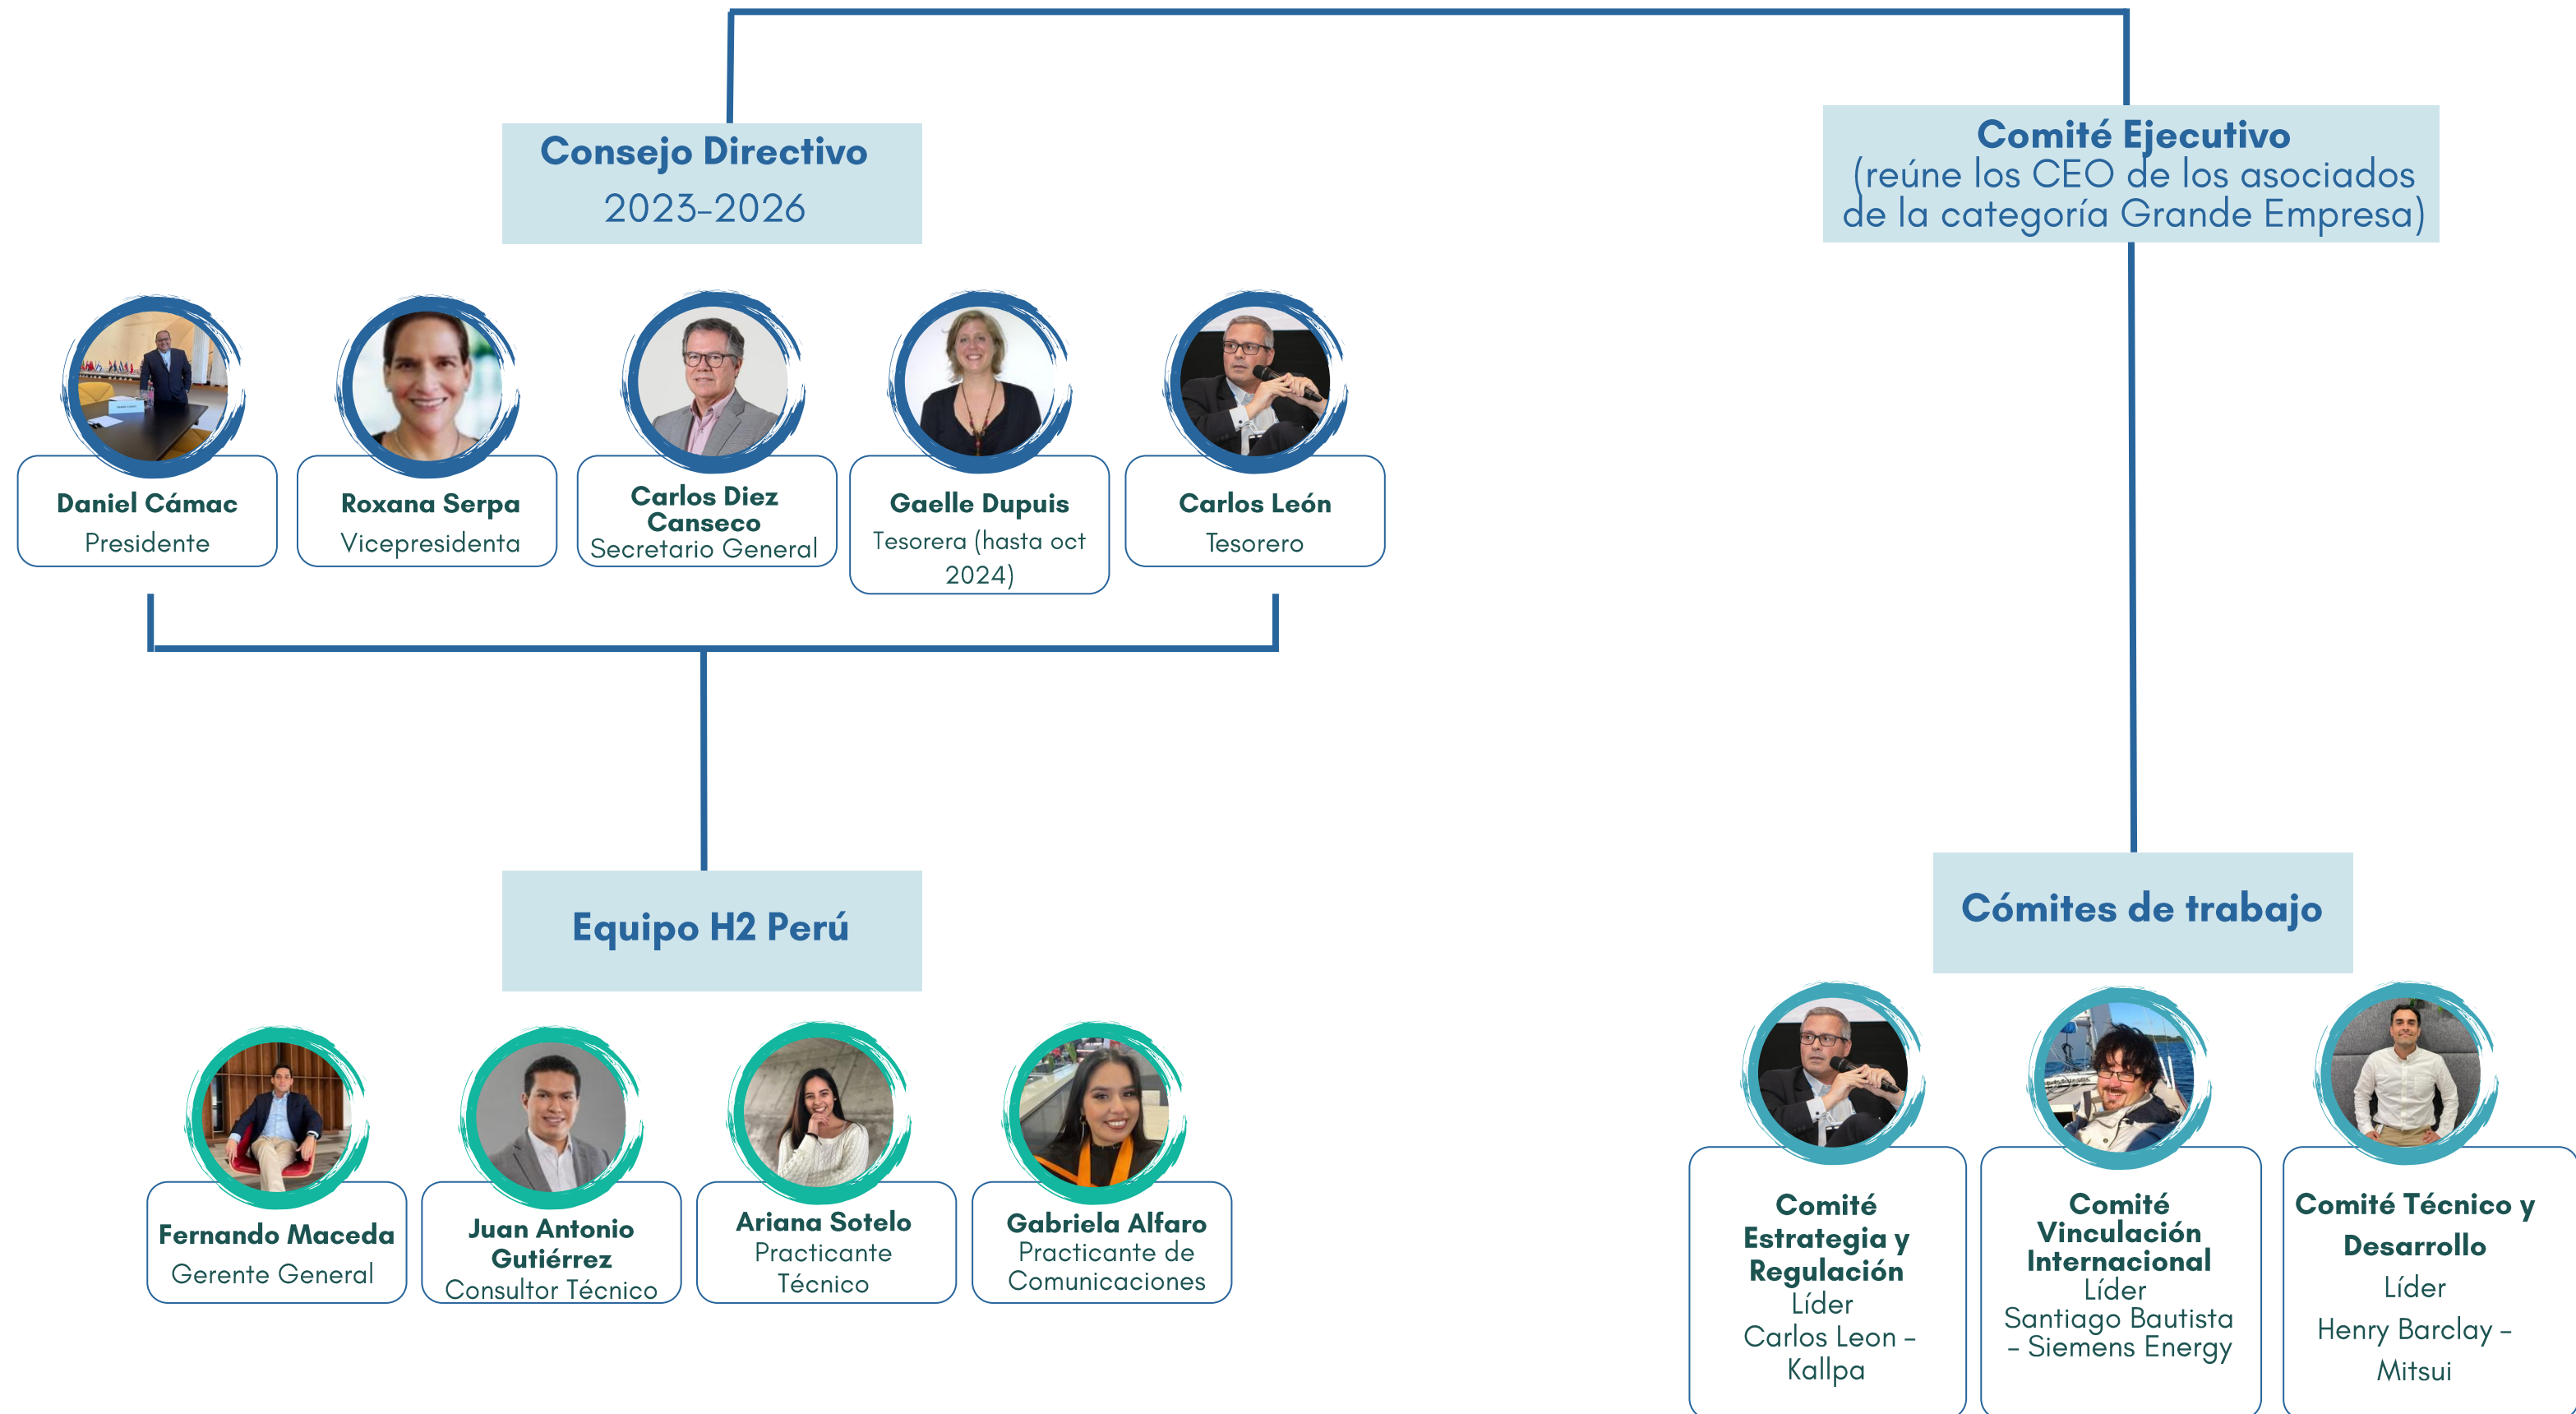 Consejo Directivo
2023-2026
Comité Ejecutivo
(reúne los CEO de los asociados
de la categoría Grande Empresa)
Daniel Cámac
Presidente
Roxana Serpa
Vicepresidenta
Carlos Diez
Canseco
Secretario General
Gaelle Dupuis
Tesorera (hasta oct
2024)
Carlos León
Tesorero
Equipo H2 Perú
Fernando Maceda
Gerente General
Juan Antonio
Gutiérrez
Consultor Técnico
Ariana Sotelo
Practicante
Técnico
Gabriela Alfaro
Practicante de
Comunicaciones
Cómites de trabajo
Comité
Estrategia y
Regulación
Líder
Carlos Leon -
Kallpa
Comité
Vinculación
Internacional
Líder
Santiago Bautista
- Siemens Energy
Comité Técnico y
Desarrollo
Líder
Henry Barclay -
Mitsui